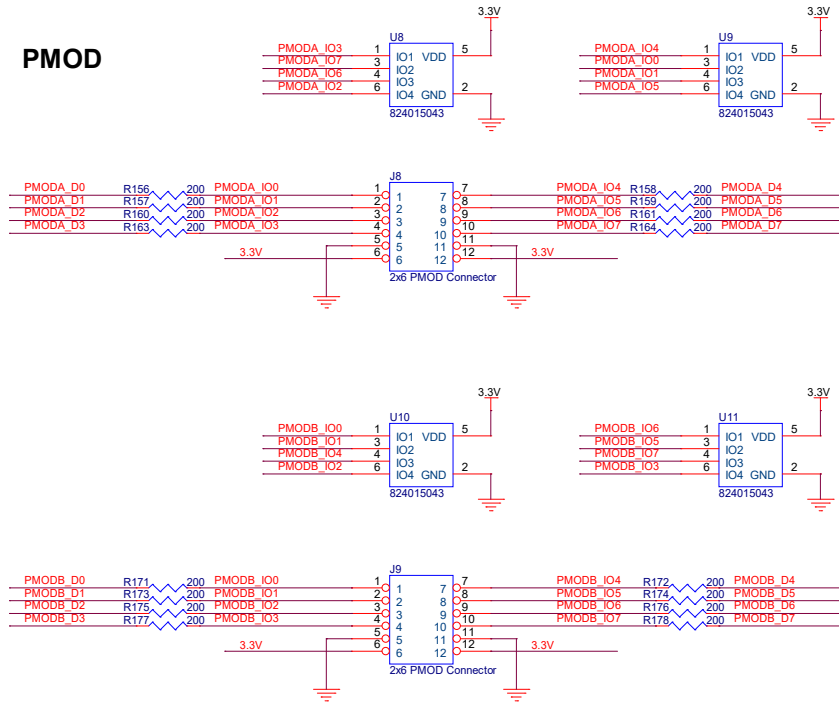 PMOD
3.3V 3.3V
U8 U9
PMODA_IO3 1 IO1 VDD 5 PMODA_IO4 1 IO1 VDD 5
PMODA_IO7 3 IO2 PMODA_IO0 3 IO2
PMODA_IO6 4 IO3 PMODA_IO1 4 IO3
PMODA_IO2 6 IO4 GND 2 PMODA_IO5 6 IO4 GND 2
824015043 824015043
J8
PMODA_D0 R156 200 PMODA_IO0 1 1 7 7 PMODA_IO4 R158 200 PMODA_D4
PMODA_D1 R157 200 PMODA_IO1 2 2 8 8 PMODA_IO5 R159 200 PMODA_D5
PMODA_D2 R160 200 PMODA_IO2 3 3 9 9 PMODA_IO6 R161 200 PMODA_D6
PMODA_D3 R163 200 PMODA_IO3 4 4 10 10 PMODA_IO7 R164 200 PMODA_D7
5 5 11 11
3.3V 6 6 12 12 3.3V
2x6 PMOD Connector
3.3V 3.3V
U10 U11
PMODB_IO0 1 IO1 VDD 5 PMODB_IO6 1 IO1 VDD 5
PMODB_IO1 3 IO2 PMODB_IO5 3 IO2
PMODB_IO4 4 IO3 PMODB_IO7 4 IO3
PMODB_IO2 6 IO4 GND 2 PMODB_IO3 6 IO4 GND 2
824015043 824015043
J9
PMODB_D0 R171 200 PMODB_IO0 1 1 7 7 PMODB_IO4 R172 200 PMODB_D4
PMODB_D1 R173 200 PMODB_IO1 2 2 8 8 PMODB_IO5 R174 200 PMODB_D5
PMODB_D2 R175 200 PMODB_IO2 3 3 9 9 PMODB_IO6 R176 200 PMODB_D6
PMODB_D3 R177 200 PMODB_IO3 4 4 10 10 PMODB_IO7 R178 200 PMODB_D7
5 5 11 11
3.3V 6 6 12 12 3.3V
2x6 PMOD Connector